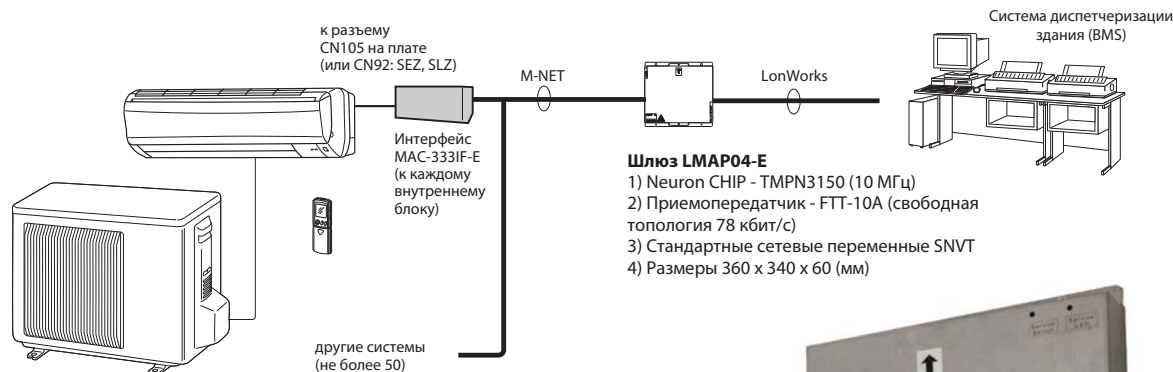 к разъему
CN105 на плате
(или CN92: SEZ, SLZ)
M-NET
LonWorks
Система диспетчеризации
здания (BMS)
Интерфейс
MAC-333IF-E
(к каждому
внутреннему
блоку)
Шлюз LMAP04-E
1) Neuron CHIP - TMPN3150 (10 МГц)
2) Приемопередатчик - FTT-10A (свободная
топология 78 кбит/с)
3) Стандартные сетевые переменные SNVT
4) Размеры 360 x 340 x 60 (мм)
другие системы
(не более 50)